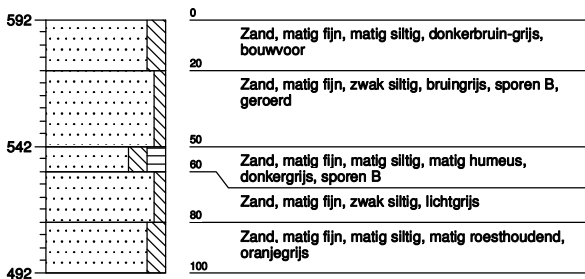 592
0
Zand, matig fijn, matig siltig, donkerbruin-grijs,
bouwvoor
20
Zand, matig fijn, zwak siltig, bruingrijs, sporen B,
geroerd
542
50
Zand, matig fijn, matig siltig, matig humeus,
donkergrijs, sporen B
60
Zand, matig fijn, zwak siltig, lichtgrijs
80
Zand, matig fijn, matig siltig, matig roesthoudend,
oranjegrijs
492
100